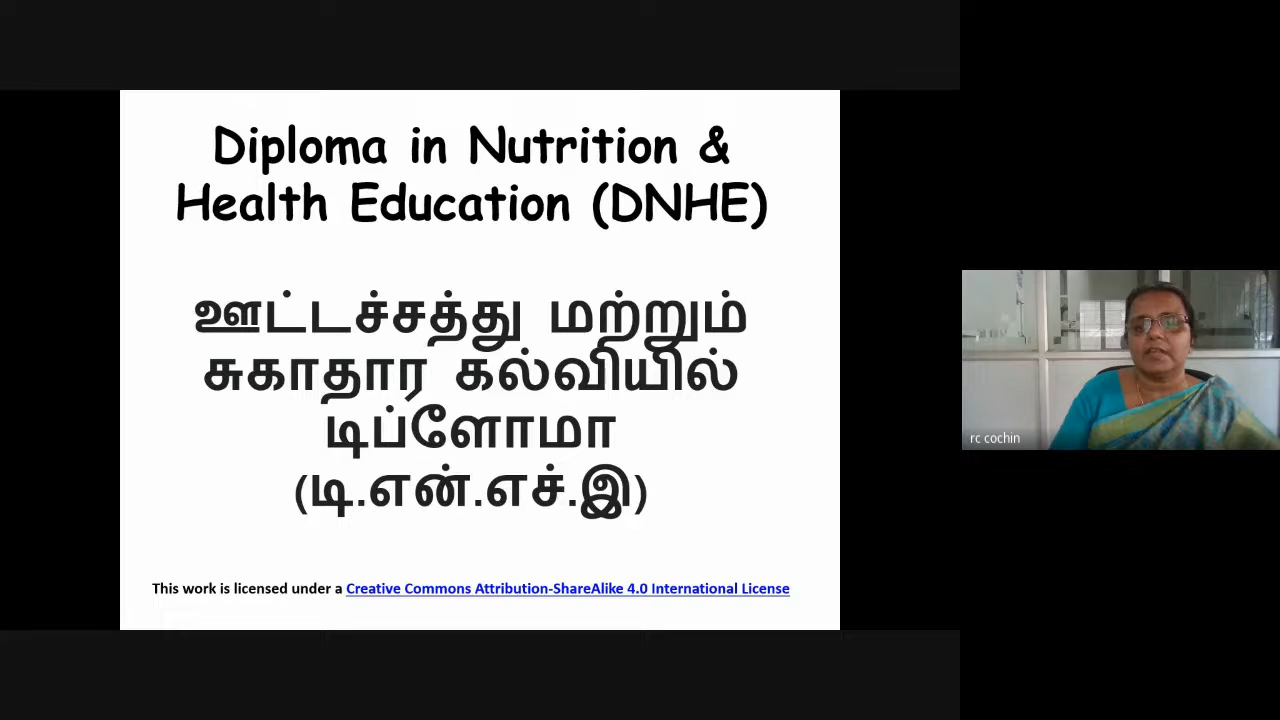 Diploma in Nutrition &
Health Education (DNHE)
ஊட்டச்சத்து மற்றும்
சுகாதார கல்வியில்
டிப்ளோமா
(டி.என்.எச்.இ)
This work is licensed under a Creative Commons Attribution-ShareAlike 4.0 International License
rc cochin